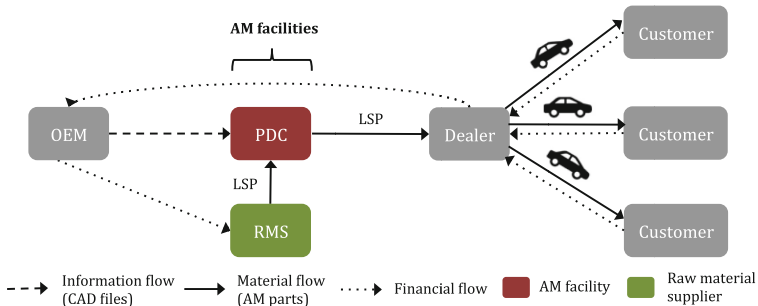 AM facilities
Customer
LSP
OEM
PDC
Dealer
Customer
LSP
RMS
Customer
Information flow
(CAD files)
Material flow
(AM parts)
Financial flow
AM facility
Raw material
supplier